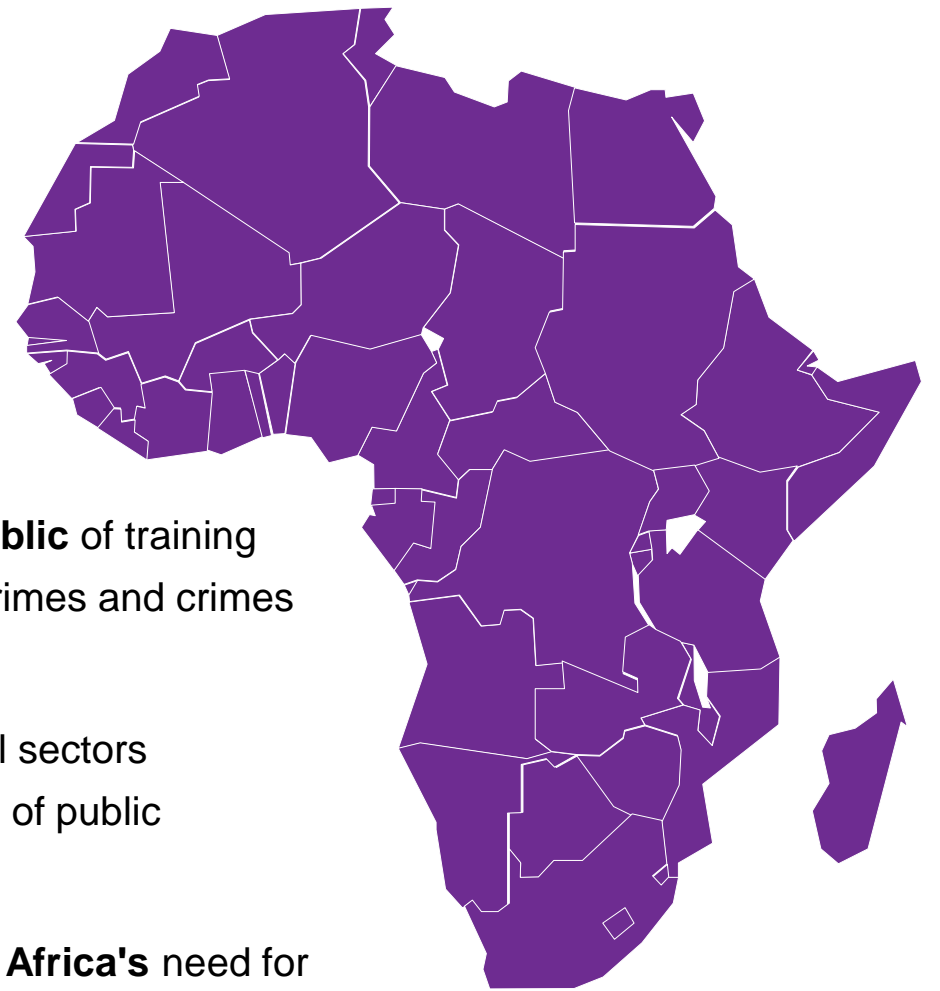 blic of training
rimes and crimes
l sectors
of public
Africa's need for